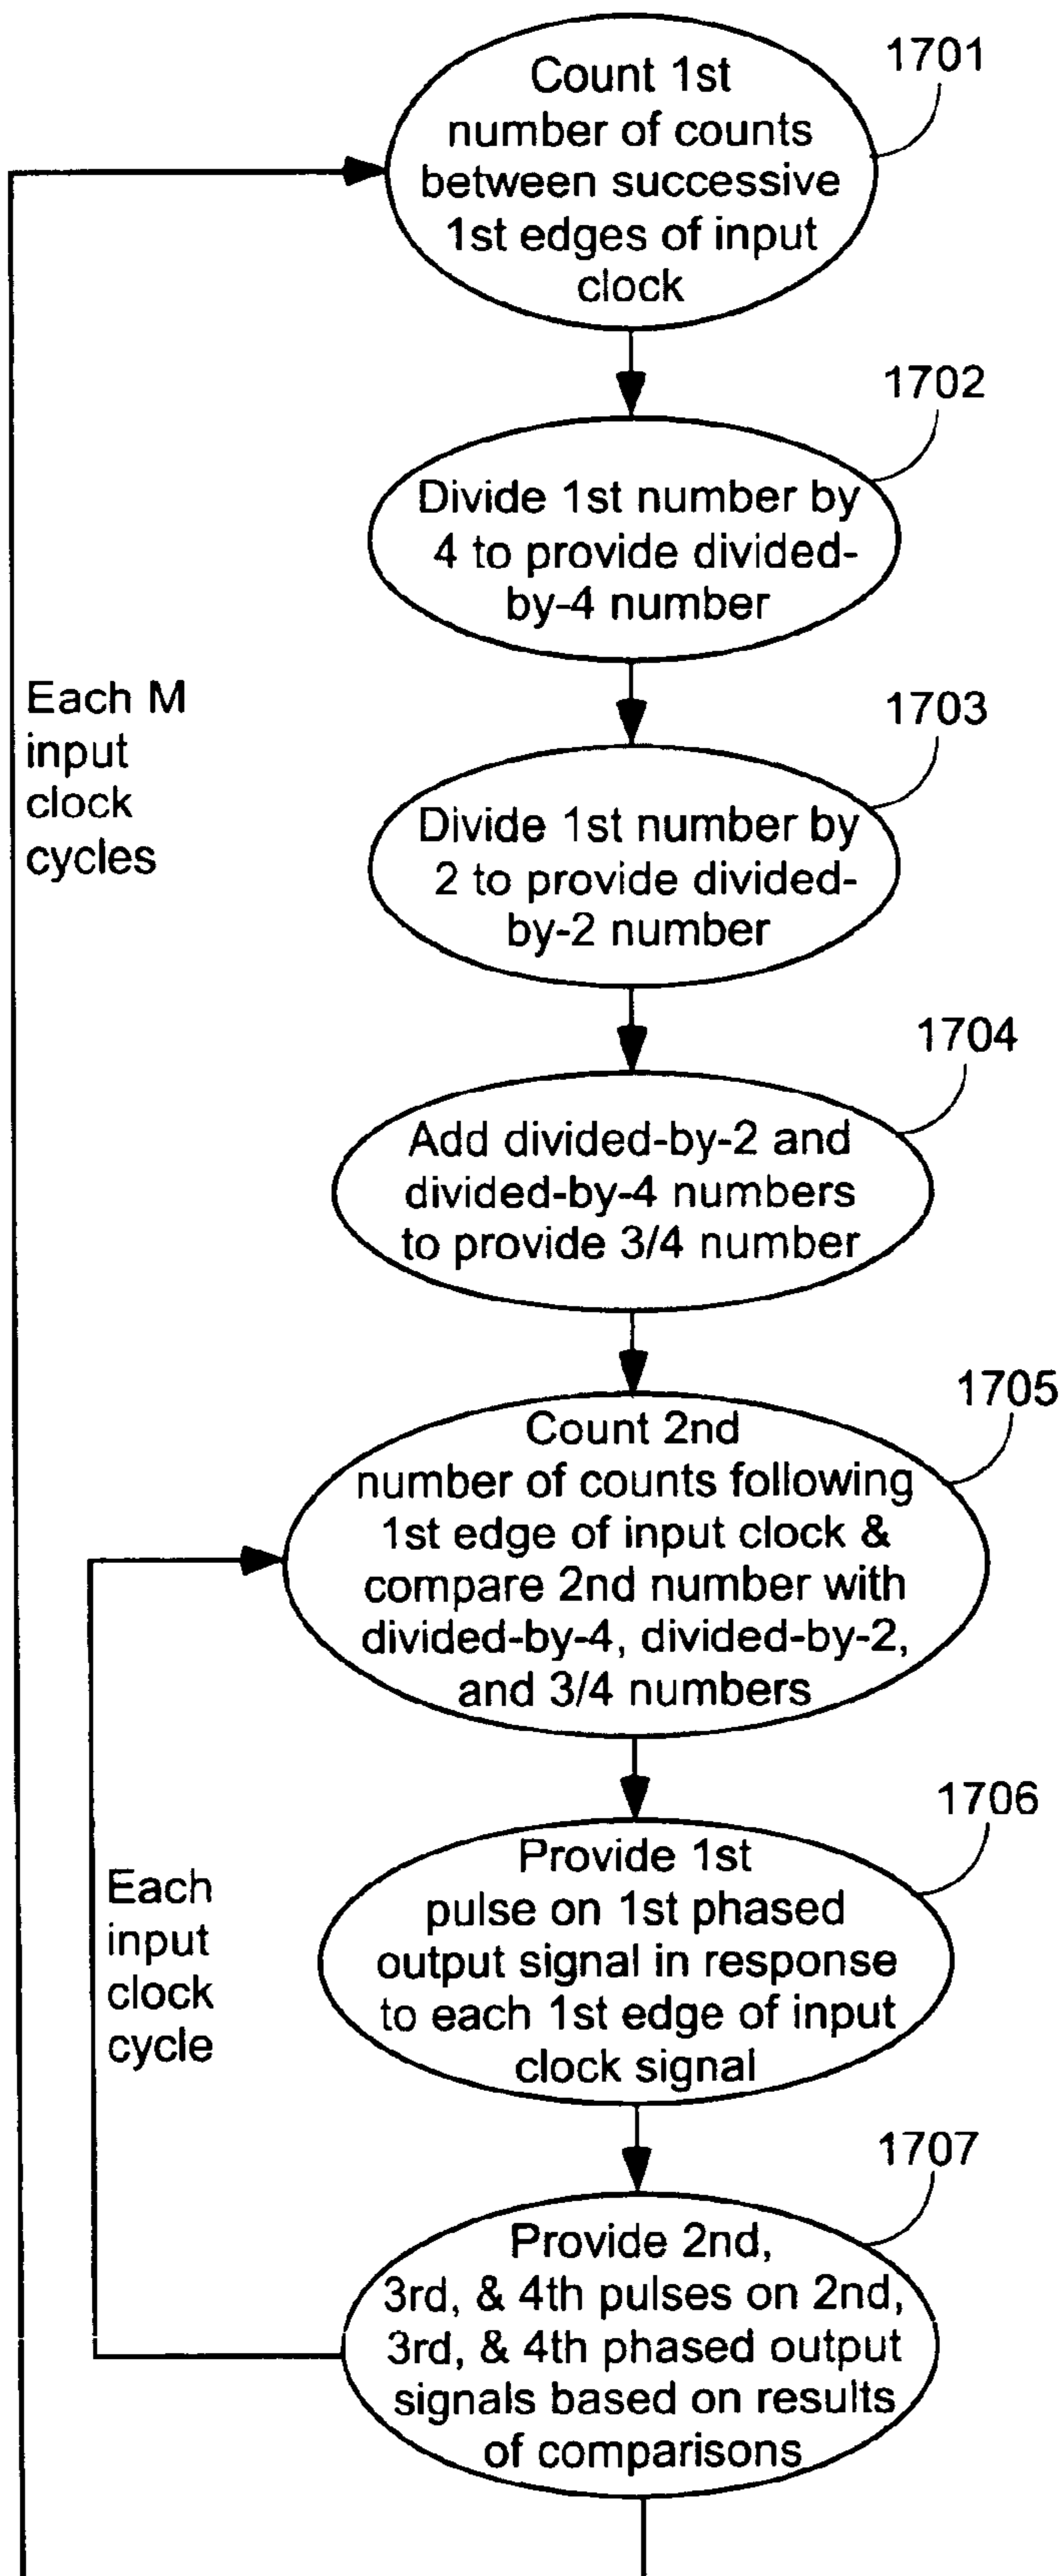 1701
Count 1st
number of counts
between successive
1st edges of input
clock
1702
Divide 1st number by
4 to provide divided-
by-4 number
Each M
input
clock
cycles
1703
Divide 1st number by
2 to provide divided-
by-2 number
1704
Add divided-by-2 and
divided-by-4 numbers
to provide 3/4 number
1705
Count 2nd
number of counts following
1st edge of input clock &
compare 2nd number with
divided-by-4, divided-by-2,
and 3/4 numbers
1706
Provide 1st
pulse on 1st phased
output signal in response
to each 1st edge of input
clock signal
Each
input
clock
cycle
1707
Provide 2nd,
3rd, & 4th pulses on 2nd,
3rd, & 4th phased output
signals based on results
of comparisons